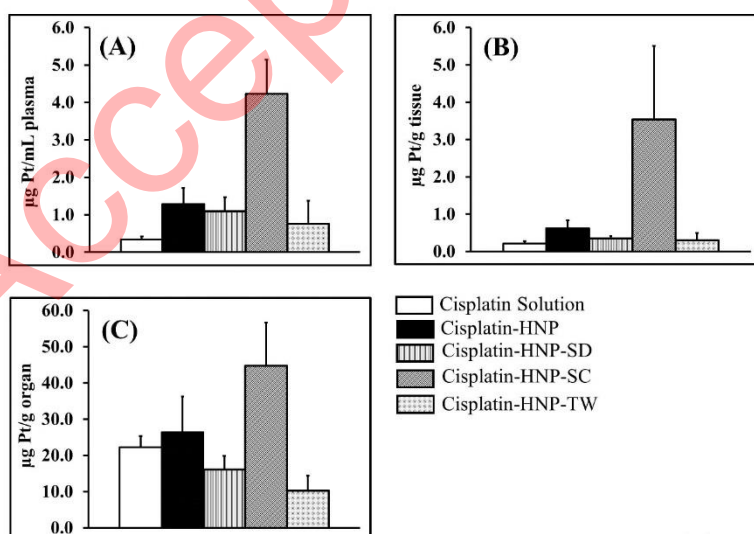 (A)
µg Pt/mL plasma
6.0
5.0
4.0
3.0
2.0
1.0
0.0
(B)
µg Pt/g tissue
6.0
5.0
4.0
3.0
2.0
1.0
0.0
(C)
µg Pt/g organ
60.0
50.0
40.0
30.0
20.0
10.0
0.0
Cisplatin Solution
Cisplatin-HNP
Cisplatin-HNP-SD
Cisplatin-HNP-SC
Cisplatin-HNP-TW
Accep